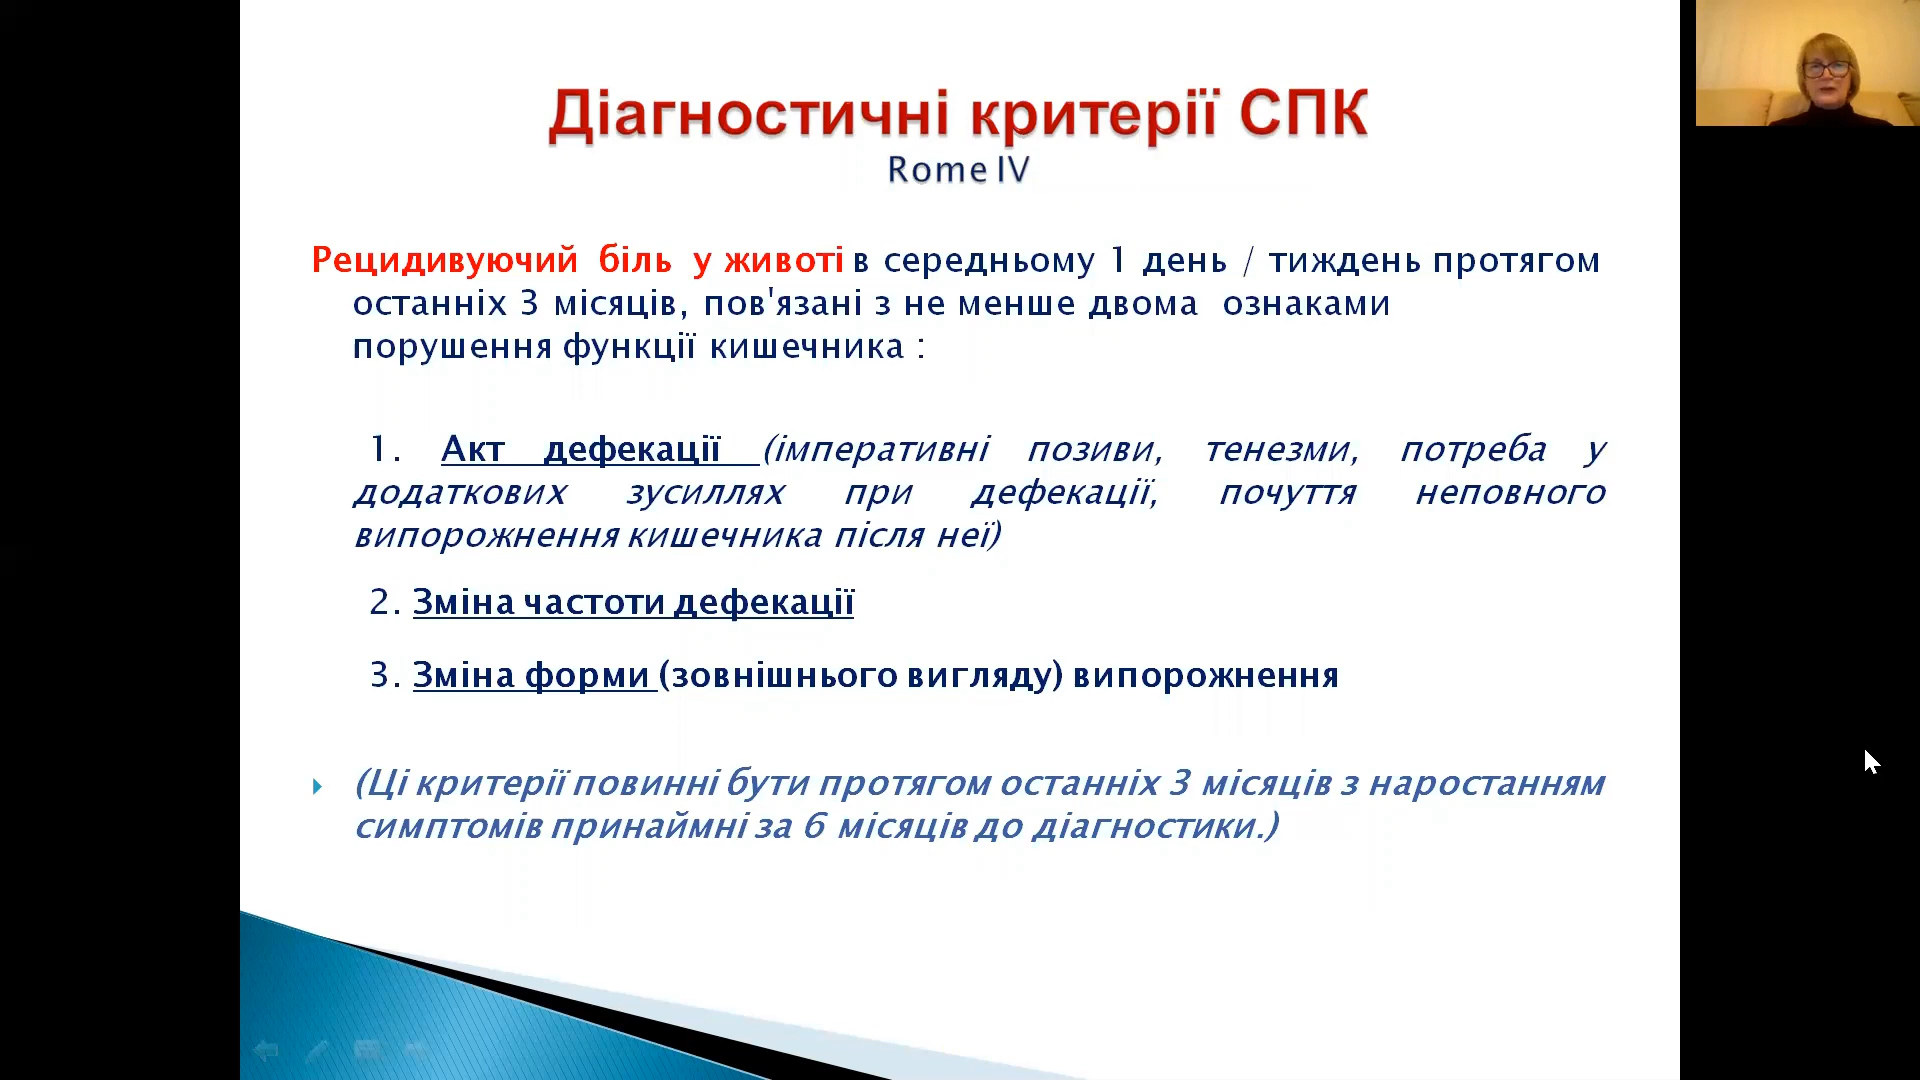 Діагностичні критерії СПК
Rome IV
Рецидивуючий біль у животі в середньому 1 день / тиждень протягом
останніх 3 місяців, пов'язані з не менше двома ознаками
порушення функції кишечника :
1. Акт дефекації (імперативні позиви, тенезми, потреба у
додаткових зусиллях при дефекації, почуття неповного
випорожнення кишечника після неї)
2. Зміна частоти дефекації
3. Зміна форми (зовнішнього вигляду) випорожнення
(Ці критерії повинні бути протягом останніх 3 місяців з наростанням
симптомів принаймні за 6 місяців до діагностики.)